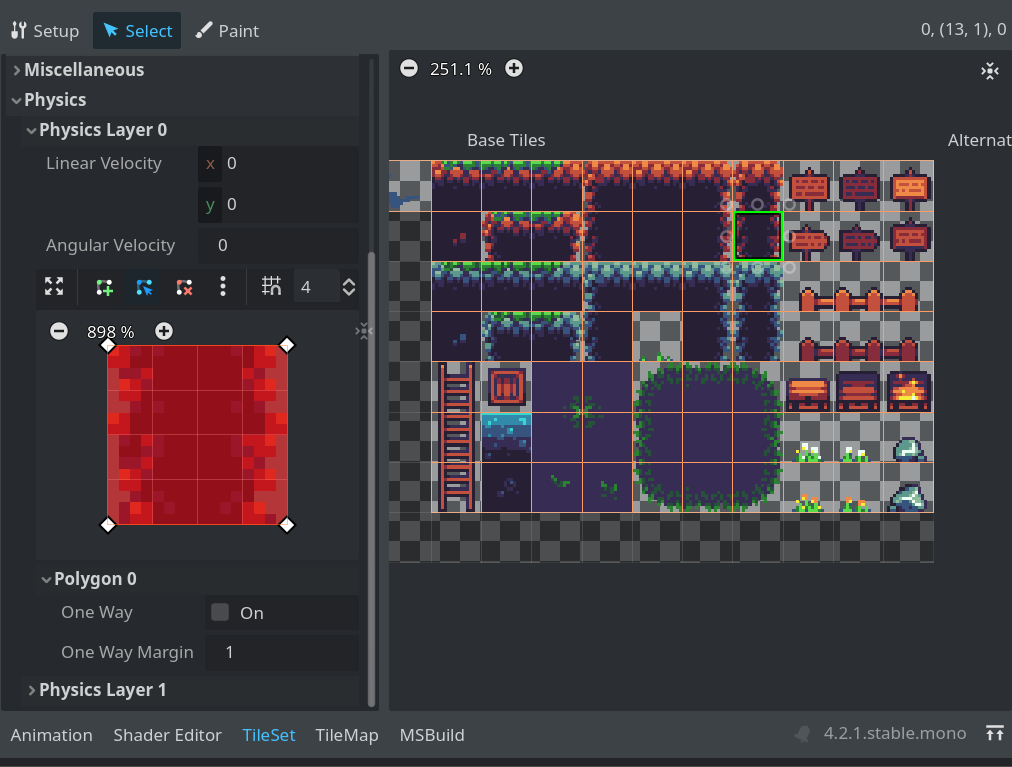 Setup Select Paint 0, (13, 1), 0
Miscellaneous
Physics
Physics Layer 0
Linear Velocity x 0
y 0
Angular Velocity 0
4
898 %
Polygon 0
One Way On
One Way Margin 1
Physics Layer 1
251.1 %
Base Tiles Alternat
Animation Shader Editor TileSet TileMap MSBuild 4.2.1.stable.mono